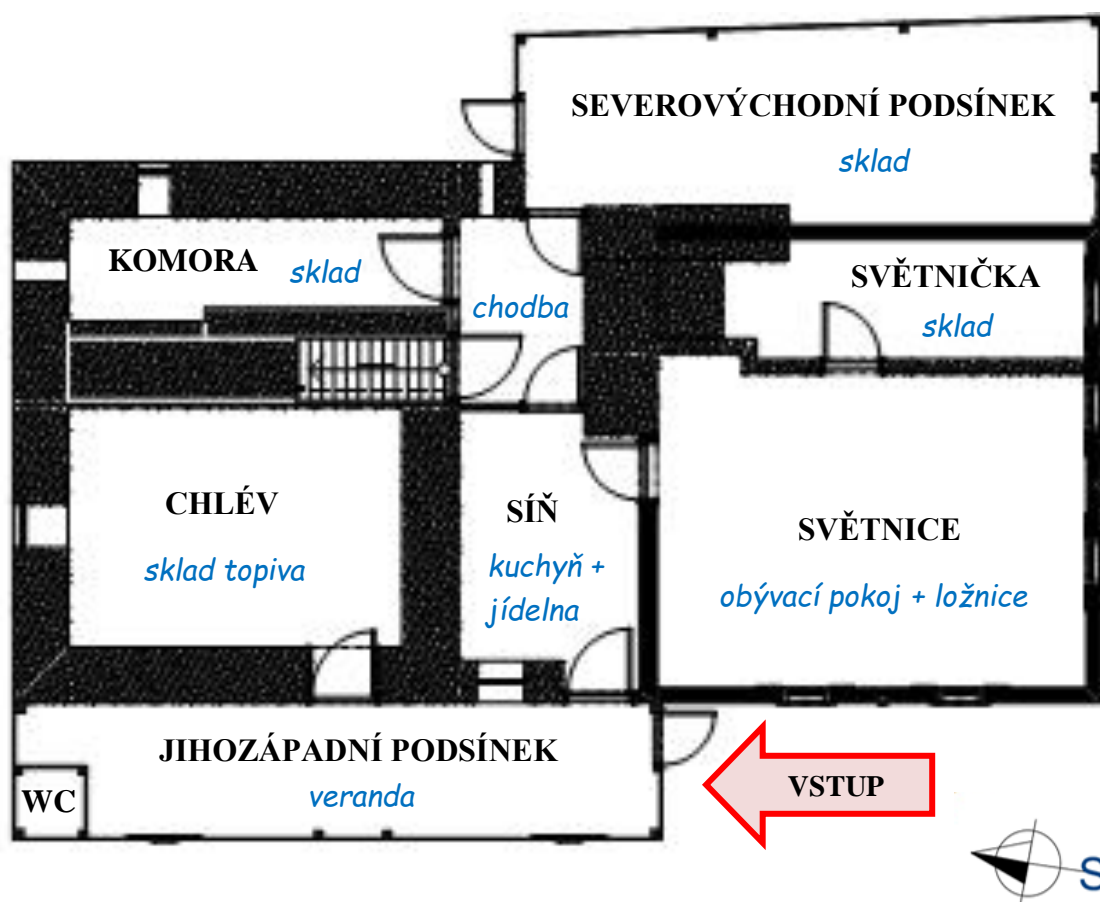 SEVEROVÝCHODNÍ PODSÍNEK
sklad
KOMORA
sklad
chodba
SVĚTNIČKA
sklad
CHLÉV
sklad topiva
SÍŇ
kuchyň +
jídelna
SVĚTNICE
obývací pokoj + ložnice
JIHOZÁPADNÍ PODSÍNEK
veranda
WC
VSTUP
S